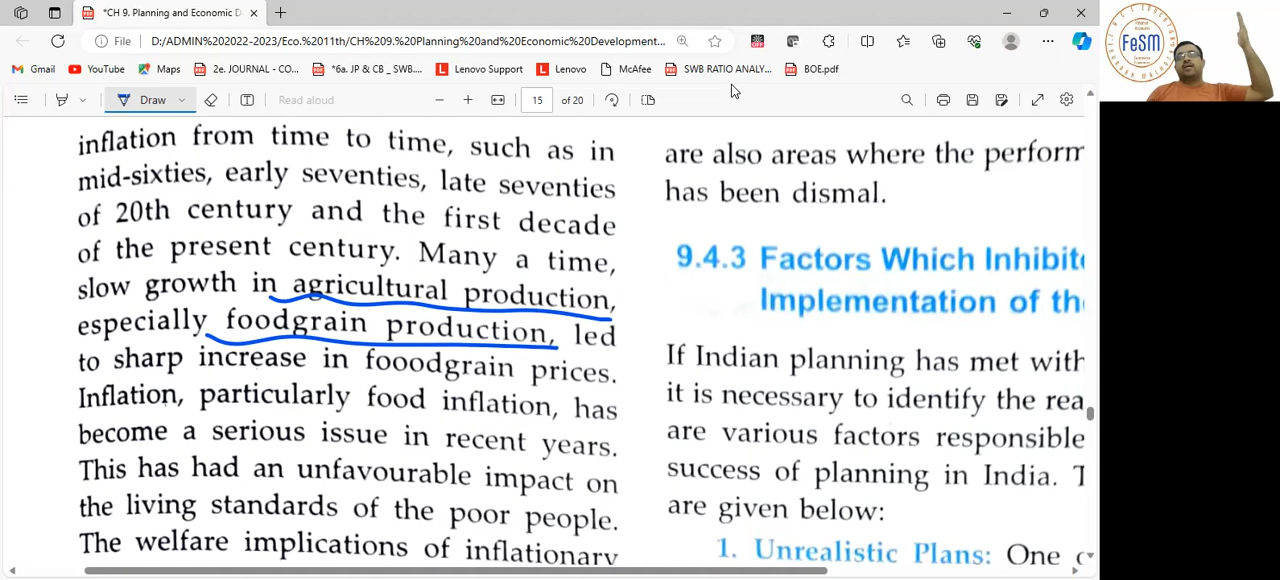 *CH 9. Planning and Economic D
File D:/ADMIN%202022-2023/Eco.%2011th/CH%209.%20Planning%20and%20Economic%20Development...
Gmail YouTube Maps 2e. JOURNAL - CO... *6a. JP & CB _SWB.... Lenovo Support Lenovo McAfee SWB RATIO ANALY... BOE.pdf
Draw Read aloud 15 of 20
FeSM
inflation from time to time, such as in
mid-sixties, early seventies, late seventies
of 20th century and the first decade
of the present century. Many a time,
slow growth in agricultural production,
especially foodgrain production, led
to sharp increase in fooodgrain prices.
Inflation, particularly food inflation, has
become a serious issue in recent years.
This has had an unfavourable impact on
the living standards of the poor people.
The welfare implications of inflationary
are also areas where the perform
has been dismal.
9.4.3 Factors Which Inhibit
Implementation of th
If Indian planning has met with
it is necessary to identify the rea
are various factors responsible
success of planning in India. T
are given below:
1. Unrealistic Plans: One